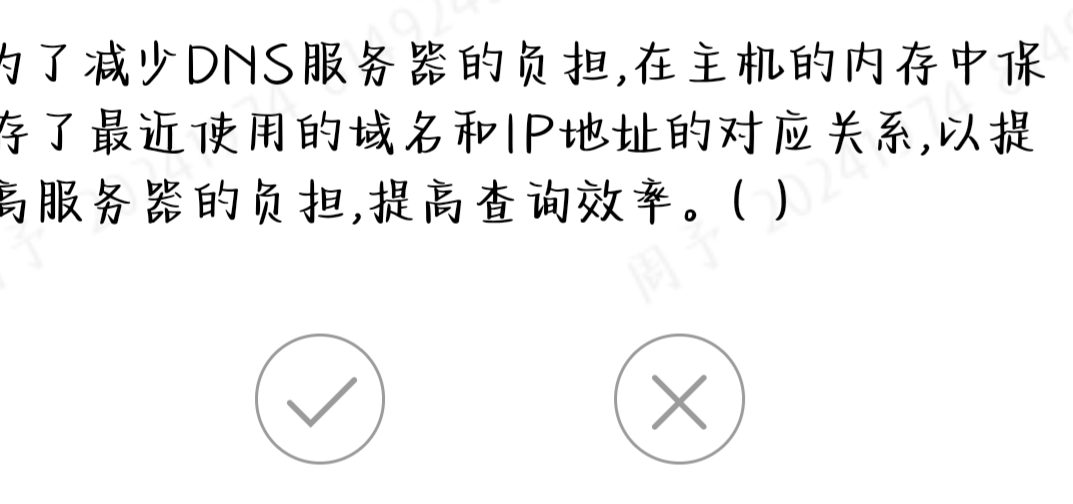 为了减少DNS服务器的负担,在主机的内存中保
存了最近使用的域名和IP地址的对应关系,以提
高服务器的负担,提高查询效率。( )
周予